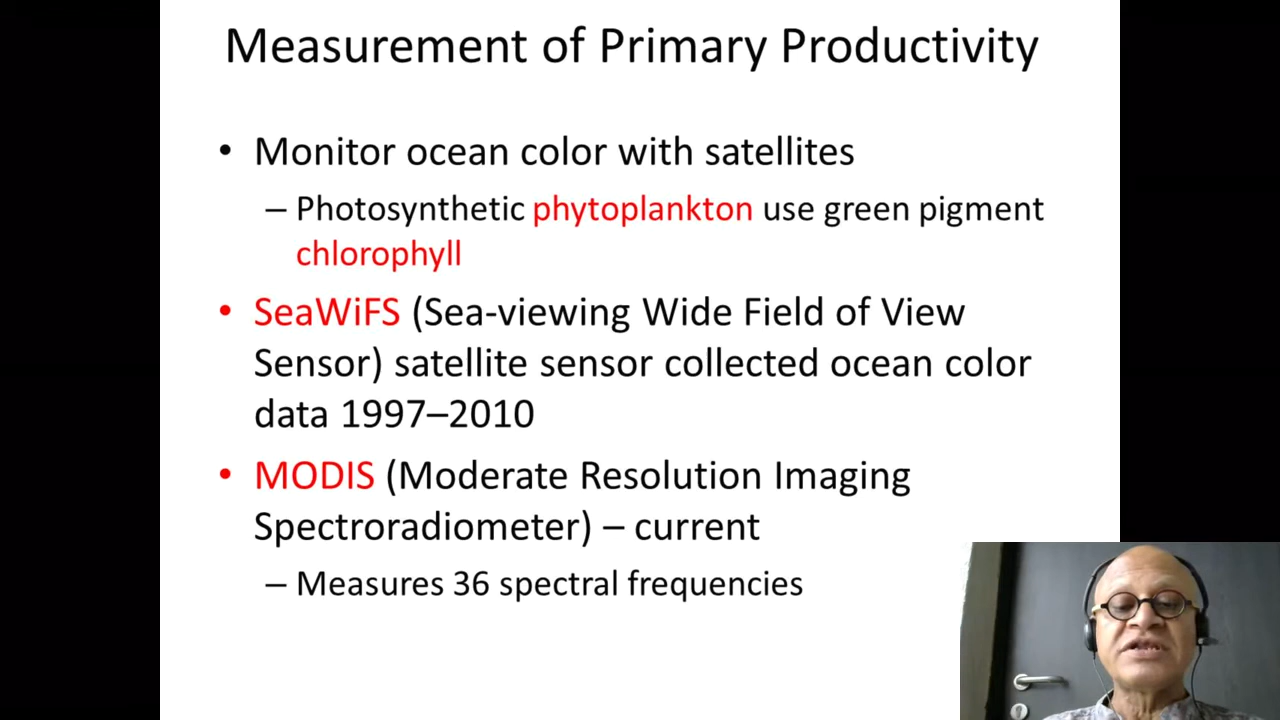 Measurement of Primary Productivity
• Monitor ocean color with satellites
– Photosynthetic phytoplankton use green pigment
chlorophyll
• SeaWiFS (Sea-viewing Wide Field of View
Sensor) satellite sensor collected ocean color
data 1997–2010
• MODIS (Moderate Resolution Imaging
Spectroradiometer) – current
– Measures 36 spectral frequencies